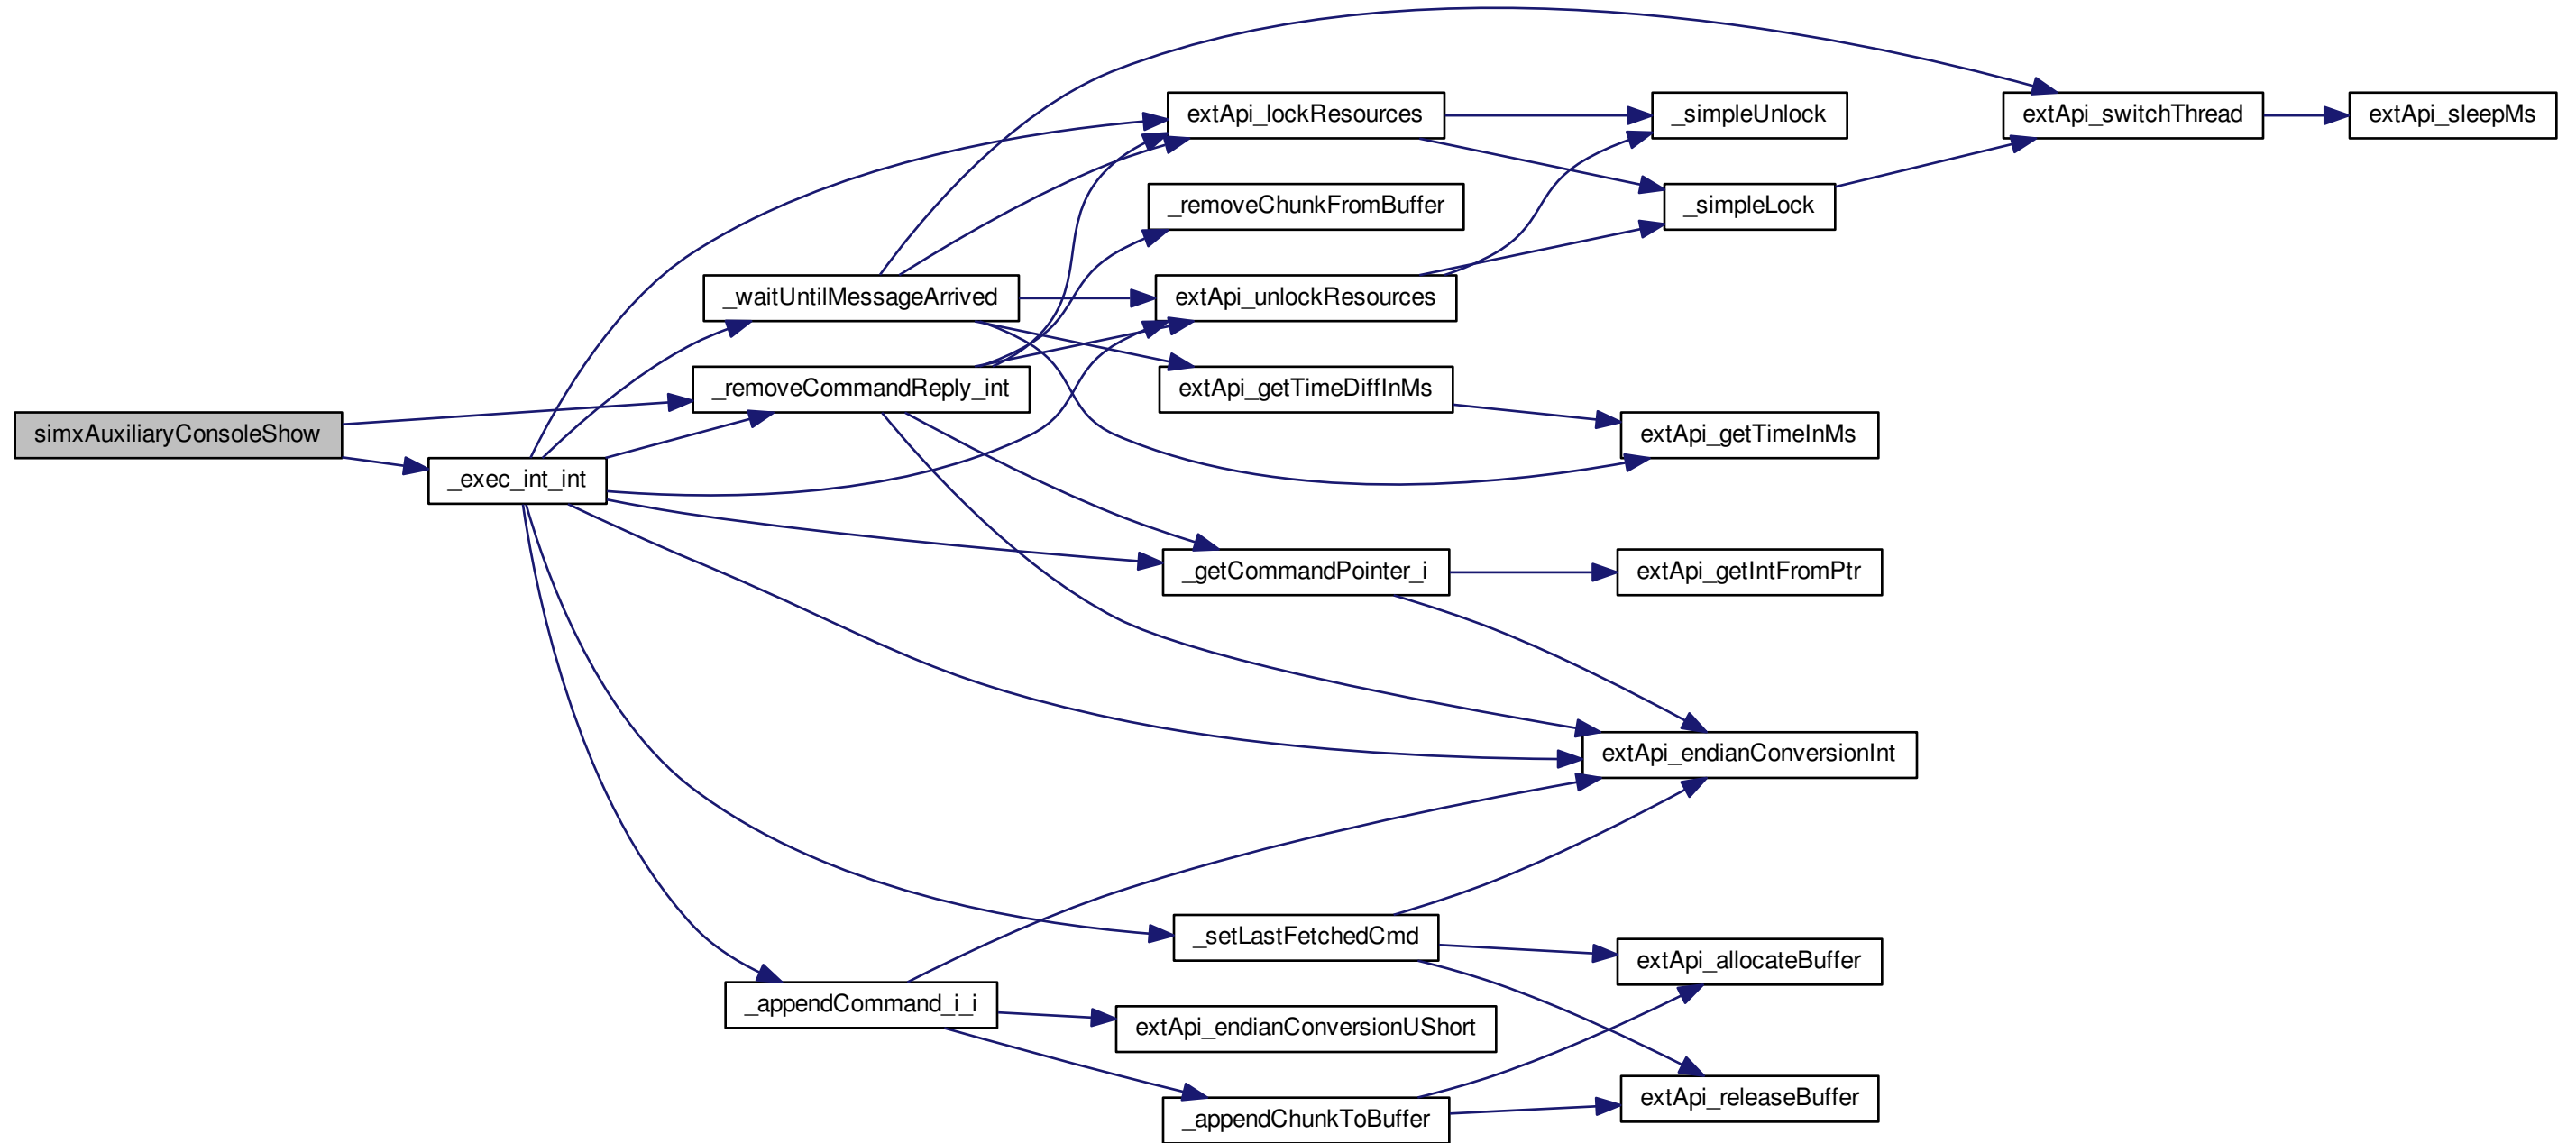 simxAuxiliaryConsoleShow
_exec_int_int
_waitUntilMessageArrived
_removeCommandReply_int
_appendCommand_i_i
extApi_lockResources
_removeChunkFromBuffer
extApi_unlockResources
extApi_getTimeDiffInMs
_getCommandPointer_i
_setLastFetchedCmd
extApi_endianConversionUShort
_appendChunkToBuffer
_simpleUnlock
_simpleLock
extApi_getTimeInMs
extApi_getIntFromPtr
extApi_endianConversionInt
extApi_allocateBuffer
extApi_releaseBuffer
extApi_switchThread
extApi_sleepMs